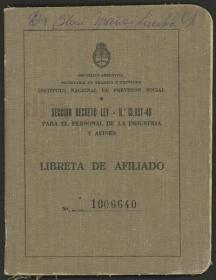 REPUBLICA ARGENTINA
SECRETARIA DE TRABAJO Y PREVISION
INSTITUTO NACIONAL DE PREVISION SOCIAL
SECCION DECRETO LEY - N.º 13.937-46
PARA EL PERSONAL DE LA INDUSTRIA
Y AFINES
LIBRETA DE AFILIADO
No. 1006640